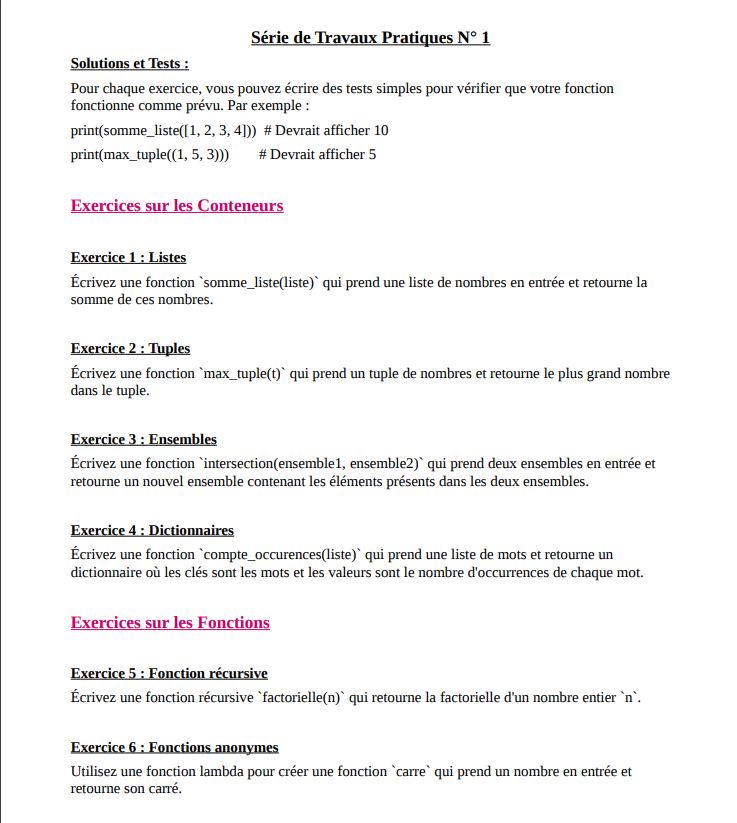 Série de Travaux Pratiques N° 1
Solutions et Tests :
Pour chaque exercice, vous pouvez écrire des tests simples pour vérifier que votre fonction
fonctionne comme prévu. Par exemple :
print(somme_liste([1, 2, 3, 4])) # Devrait afficher 10
print(max_tuple((1, 5, 3))) # Devrait afficher 5
Exercices sur les Conteneurs
Exercice 1 : Listes
Écrivez une fonction `somme_liste(liste)` qui prend une liste de nombres en entrée et retourne la
somme de ces nombres.
Exercice 2 : Tuples
Écrivez une fonction `max_tuple(t)` qui prend un tuple de nombres et retourne le plus grand nombre
dans le tuple.
Exercice 3 : Ensembles
Écrivez une fonction `intersection(ensemble1, ensemble2)` qui prend deux ensembles en entrée et
retourne un nouvel ensemble contenant les éléments présents dans les deux ensembles.
Exercice 4 : Dictionnaires
Écrivez une fonction `compte_occurences(liste)` qui prend une liste de mots et retourne un
dictionnaire où les clés sont les mots et les valeurs sont le nombre d'occurrences de chaque mot.
Exercices sur les Fonctions
Exercice 5 : Fonction récursive
Écrivez une fonction récursive `factorielle(n)` qui retourne la factorielle d'un nombre entier `n`.
Exercice 6 : Fonctions anonymes
Utilisez une fonction lambda pour créer une fonction `carre` qui prend un nombre en entrée et
retourne son carré.